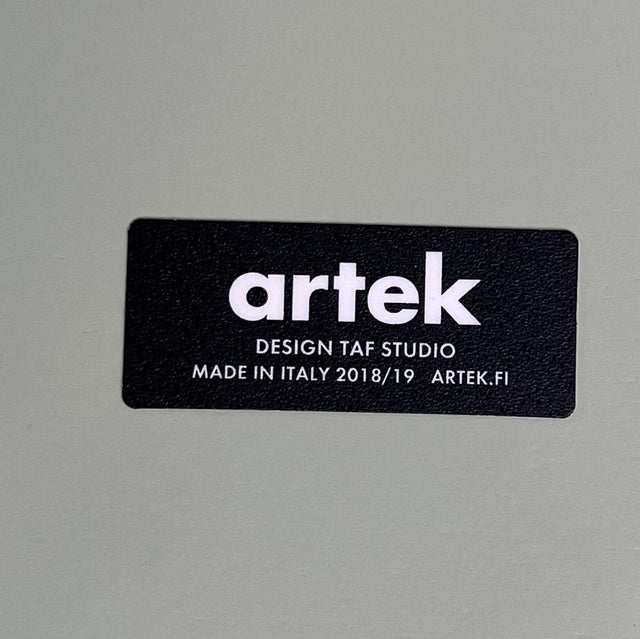 artek
DESIGN TAF STUDIO
MADE IN ITALY 2018/19 ARTEK.FI